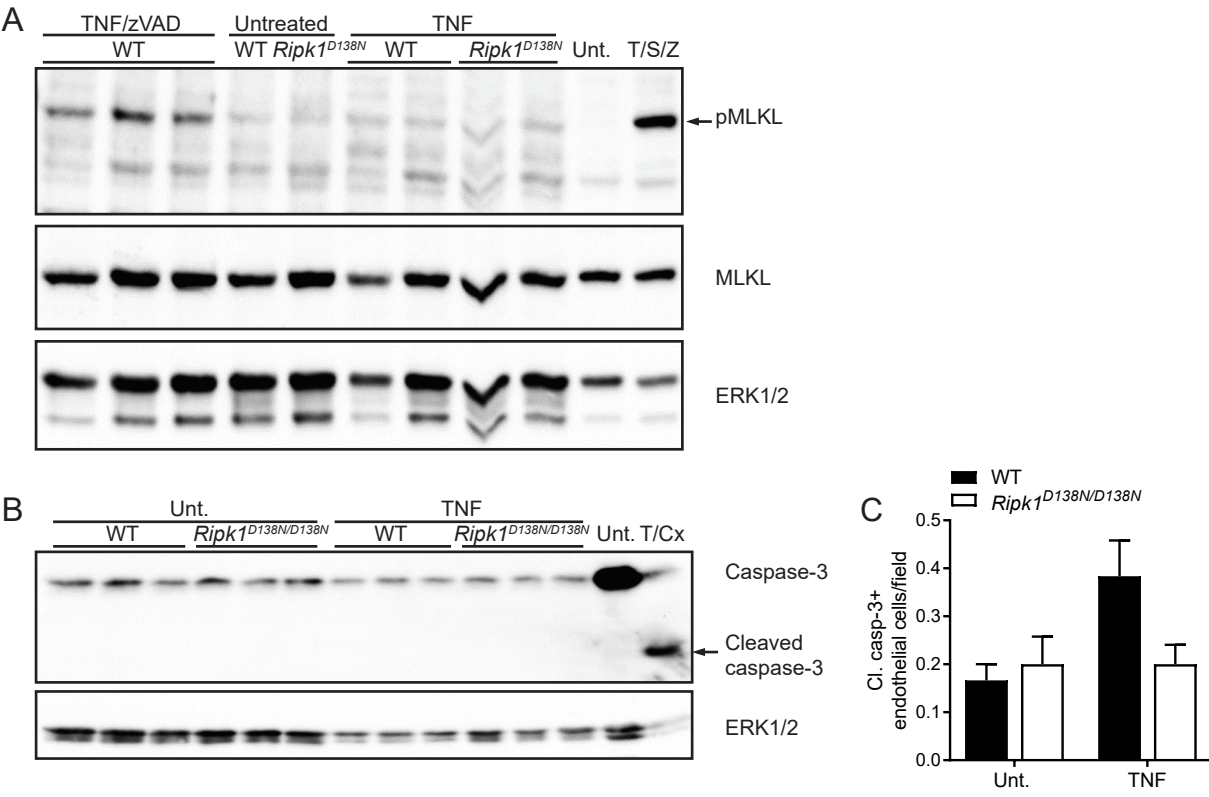 A
TNF/zVAD Untreated TNF
WT WT Ripk1D138N WT Ripk1D138N Unt. T/S/Z
pMLKL
MLKL
ERK1/2
B
Unt. TNF
WT Ripk1D138N/D138N WT Ripk1D138N/D138N Unt. T/Cx
Caspase-3
Cleaved
caspase-3
ERK1/2
C
WT
Ripk1D138N/D138N
Cl. casp-3+
endothelial cells/field
0.5
0.4
0.3
0.2
0.1
0.0
Unt. TNF